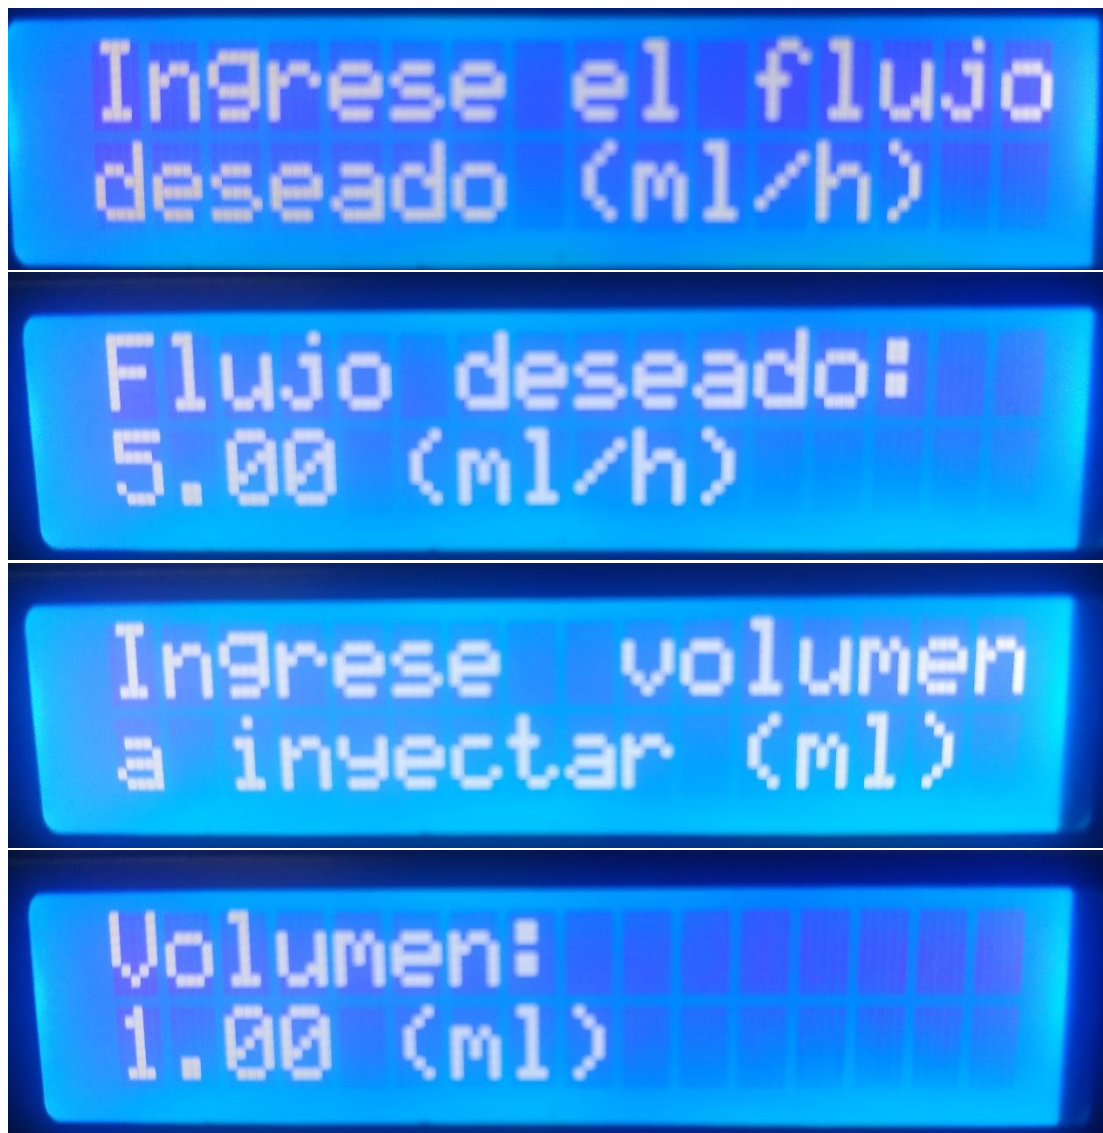 Ingrese el flujo
deseado (ml/h)
Flujo deseado:
5.00 (ml/h)
Ingrese  volumen
a inyectar (ml)
Volumen:
1.00 (ml)